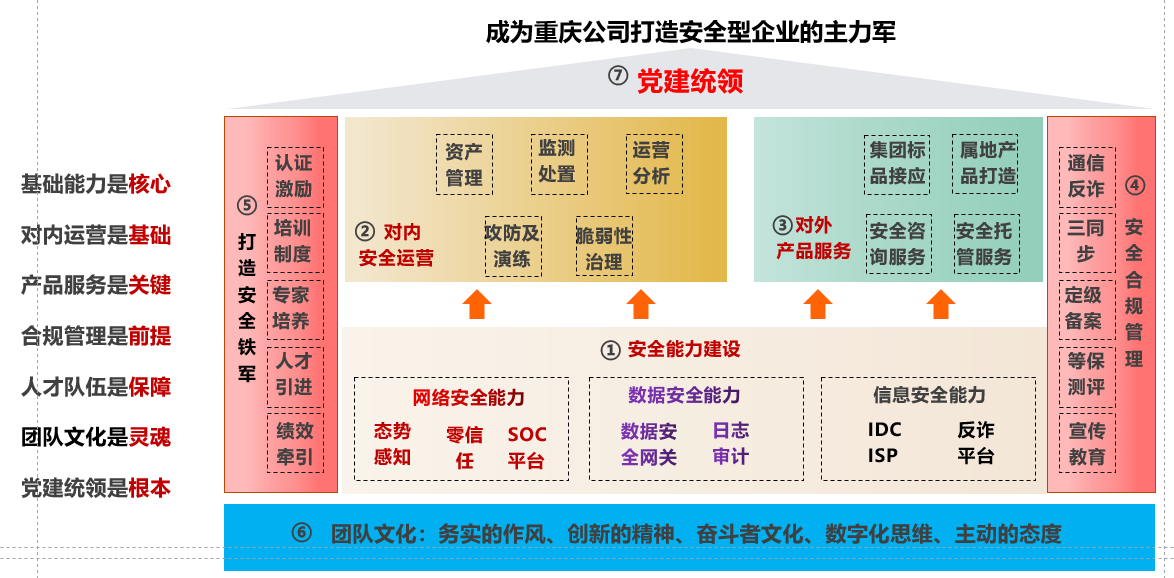 成为重庆公司打造安全型企业的主力军
⑦ 党建统领
基础能力是核心
对内运营是基础
产品服务是关键
合规管理是前提
人才队伍是保障
团队文化是灵魂
党建统领是根本
⑤
打
造
安
全
铁
军
认证
激励
培训
制度
专家
培养
人才
引进
绩效
牵引
② 对内
安全运营
资产
管理
监测
处置
运营
分析
攻防及
演练
脆弱性
治理
③对外
产品服务
集团标
品接应
属地产
品打造
安全咨
询服务
安全托
管服务
通信
反诈
三同
步
定级
备案
等保
测评
宣传
教育
④
安
全
合
规
管
理
① 安全能力建设
网络安全能力
态势
感知
零信
任
SOC
平台
数据安全能力
数据安
全网关
日志
审计
信息安全能力
IDC
ISP
反诈
平台
⑥ 团队文化：务实的作风、创新的精神、奋斗者文化、数字化思维、主动的态度